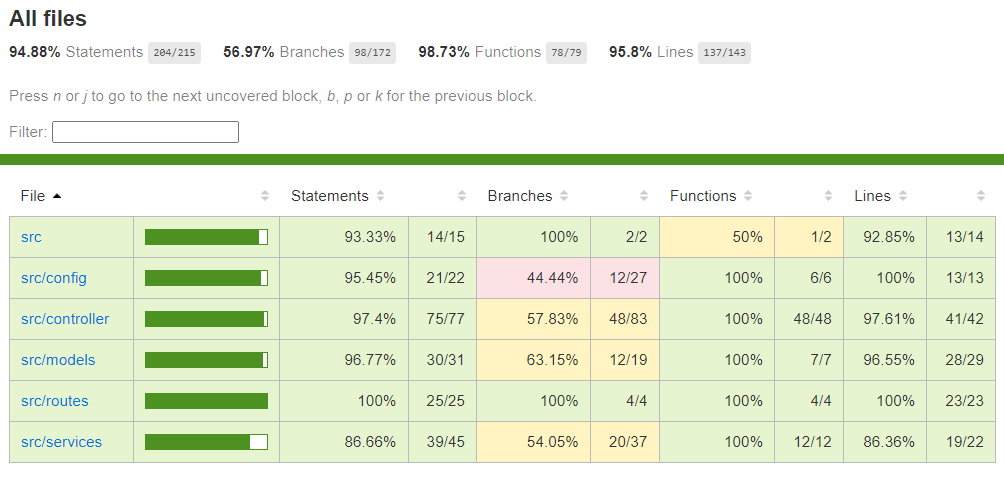 All files
94.88% Statements 204/215 56.97% Branches 98/172 98.73% Functions 78/79 95.8% Lines 137/143
Press n or j to go to the next uncovered block, b, p or k for the previous block.
Filter:
File Statements Branches Functions Lines
src 93.33% 14/15 100% 2/2 50% 1/2 92.85% 13/14
src/config 95.45% 21/22 44.44% 12/27 100% 6/6 100% 13/13
src/controller 97.4% 75/77 57.83% 48/83 100% 48/48 97.61% 41/42
src/models 96.77% 30/31 63.15% 12/19 100% 7/7 96.55% 28/29
src/routes 100% 25/25 100% 4/4 100% 4/4 100% 23/23
src/services 86.66% 39/45 54.05% 20/37 100% 12/12 86.36% 19/22